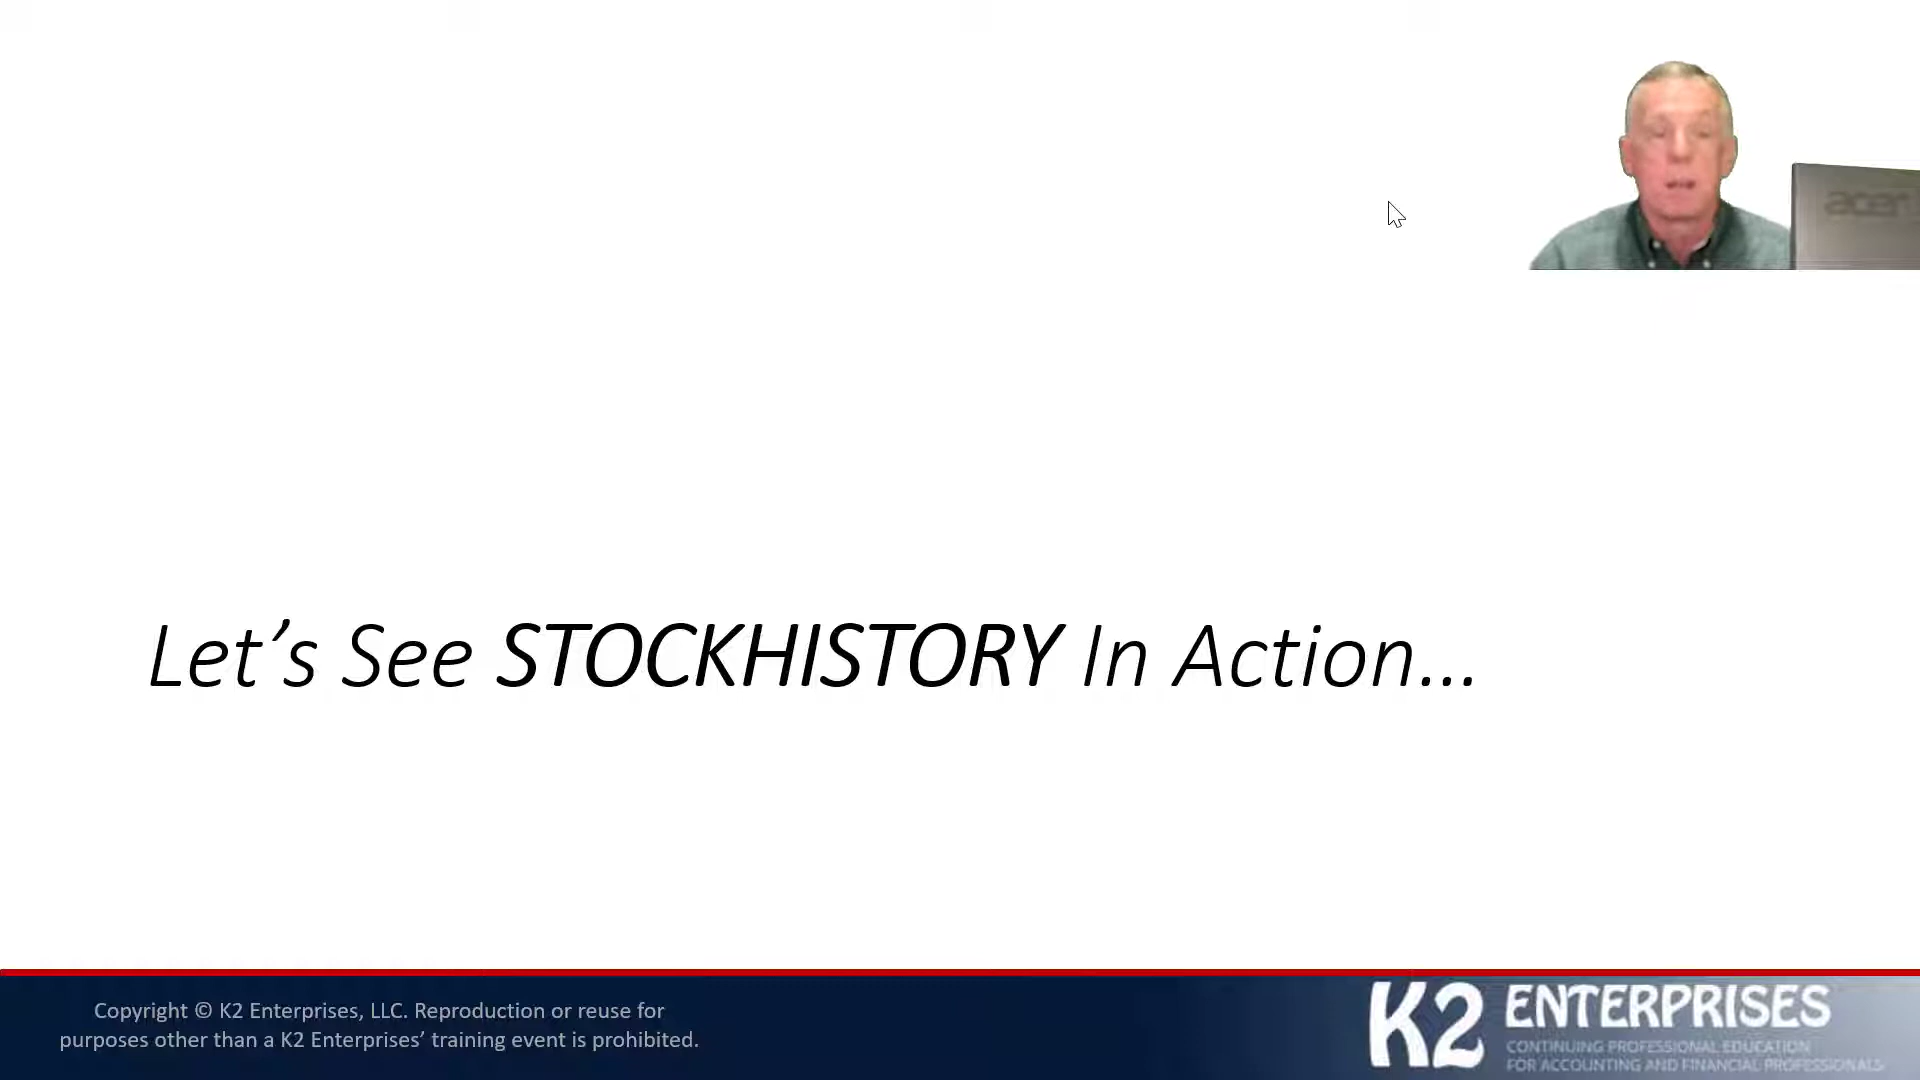 acer
Let’s See STOCKHISTORY In Action...
Copyright © K2 Enterprises, LLC. Reproduction or reuse for
purposes other than a K2 Enterprises’ training event is prohibited.
K2 ENTERPRISES
CONTINUING PROFESSIONAL EDUCATION
FOR ACCOUNTING AND FINANCIAL PROFESSIONALS